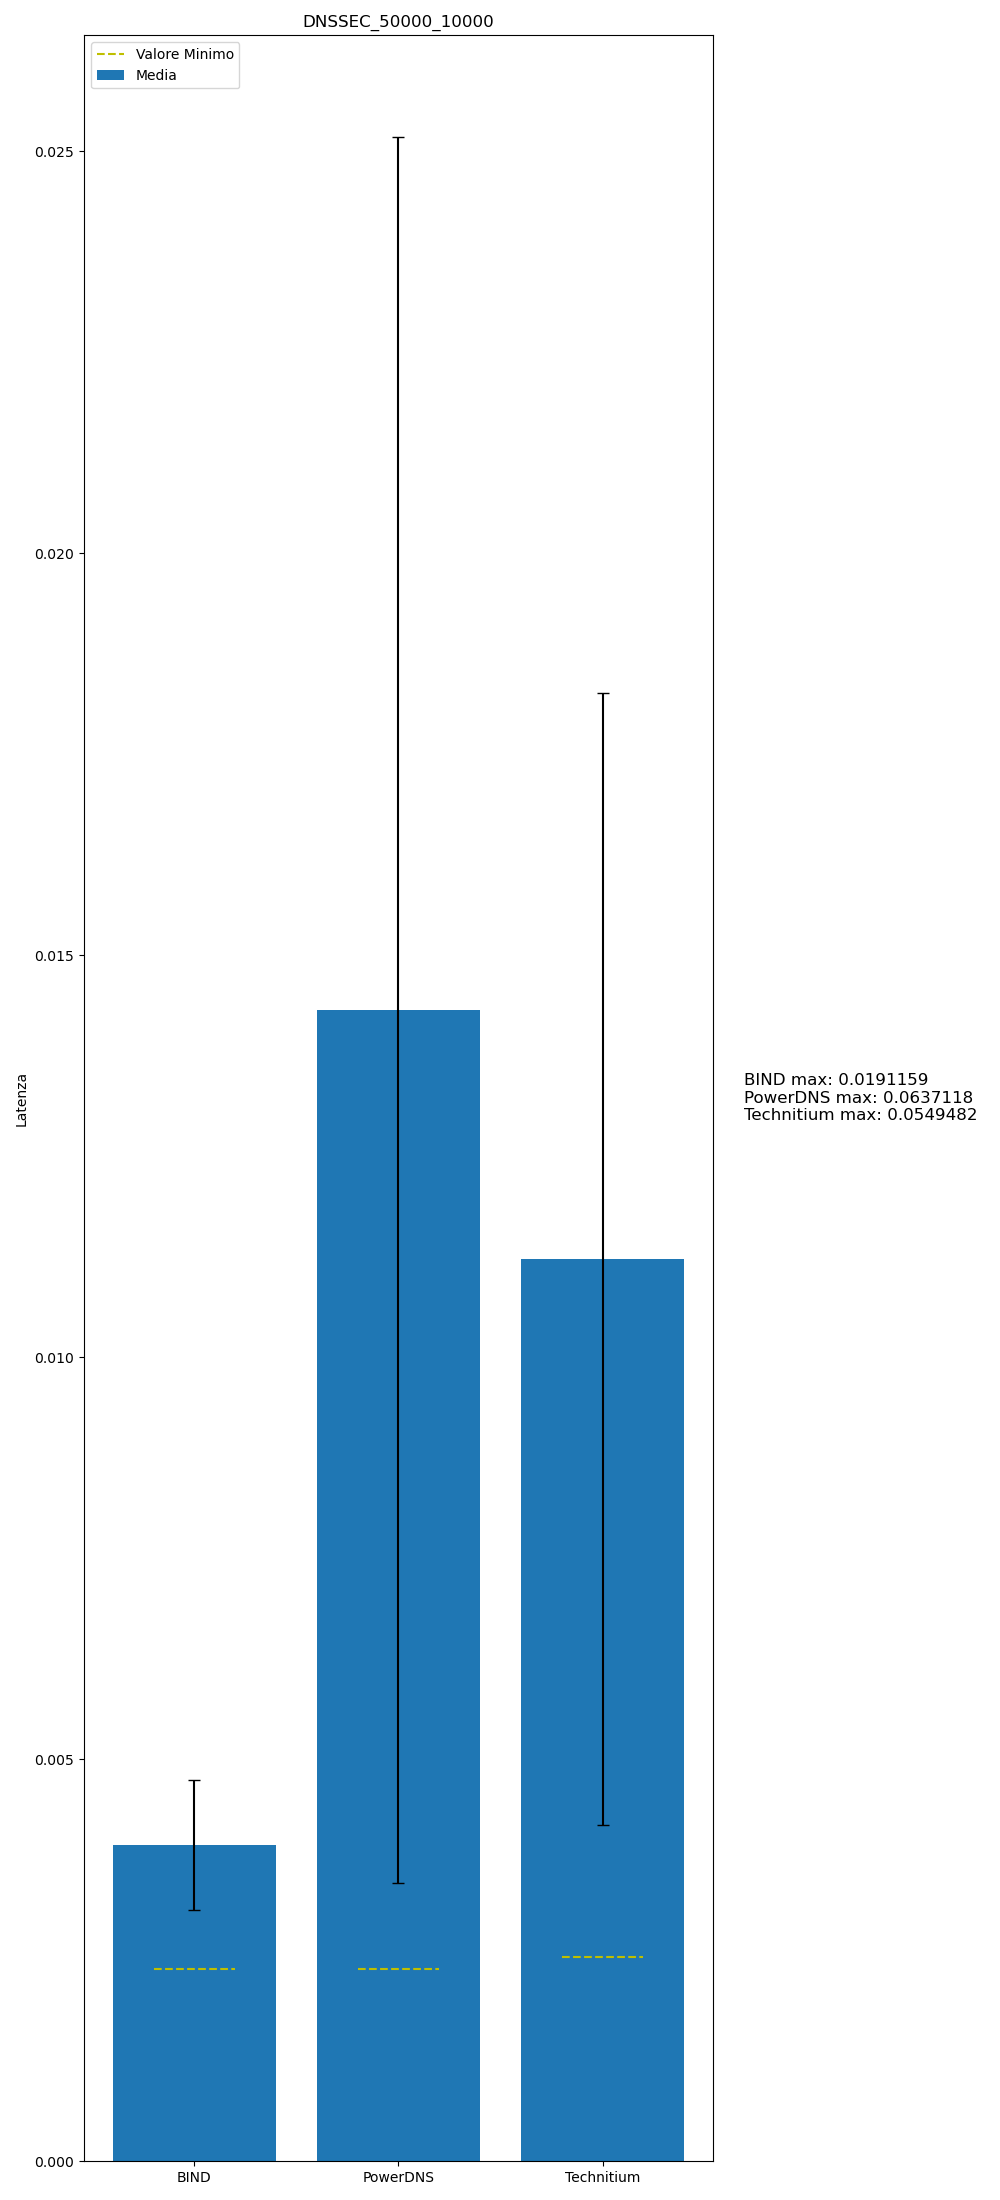 DNSSEC_50000_10000
Valore Minimo
Media
0.025
0.020
0.015
0.010
0.005
0.000
Latenza
BIND max: 0.0191159
PowerDNS max: 0.0637118
Technitium max: 0.0549482
BIND
PowerDNS
Technitium